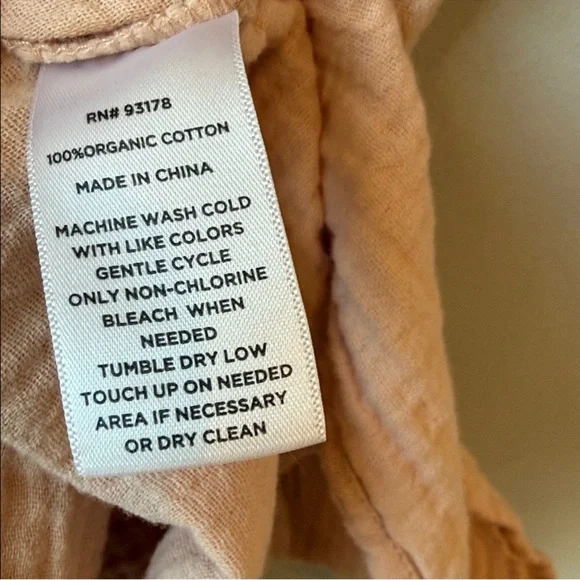 RN# 93178
100%ORGANIC COTTON
MADE IN CHINA
MACHINE WASH COLD
WITH LIKE COLORS
GENTLE CYCLE
ONLY NON-CHLORINE
BLEACH WHEN
NEEDED
TUMBLE DRY LOW
TOUCH UP ON NEEDED
AREA IF NECESSARY
OR DRY CLEAN